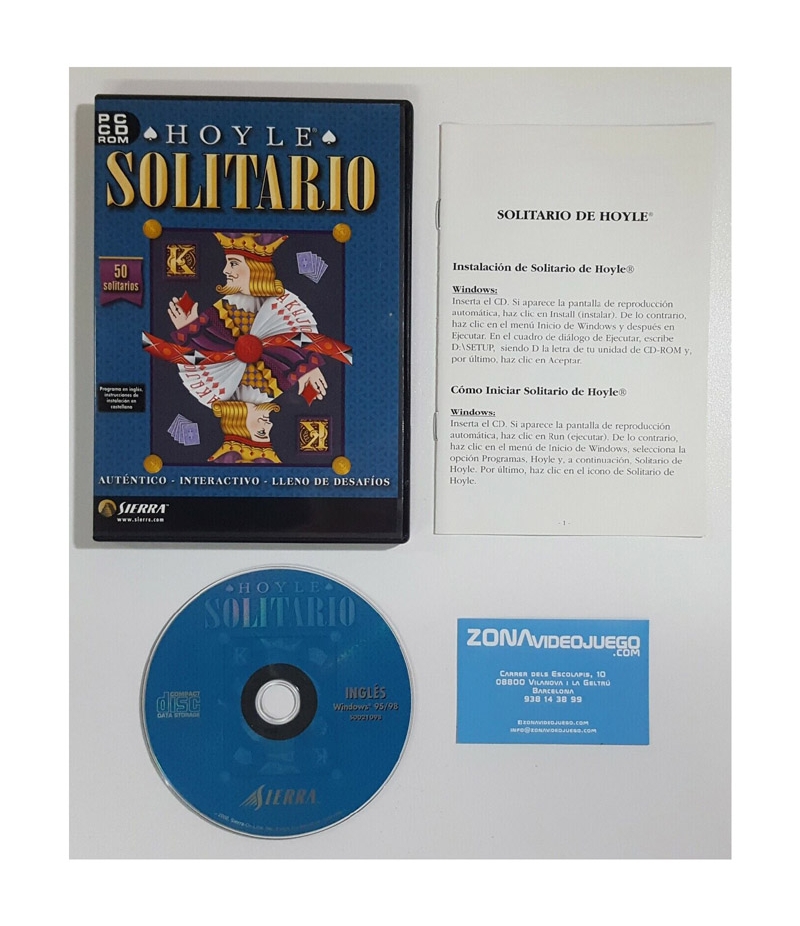 PC
CD
ROM
HOYLE®
SOLITARIO
50
solitarios
K
Programa en inglés,
instrucciones de
instalación en
castellano
K
AUTÉNTICO - INTERACTIVO - LLENO DE DESAFÍOS
SIERRA™
www.sierra.com
SOLITARIO DE HOYLE®
Instalación de Solitario de Hoyle®
Windows:
Inserta el CD. Si aparece la pantalla de reproducción
automática, haz clic en Install (instalar). De lo contrario,
haz clic en el menú Inicio de Windows y después en
Ejecutar. En el cuadro de diálogo de Ejecutar, escribe
D:\SETUP, siendo D la letra de tu unidad de CD-ROM y,
por último, haz clic en Aceptar.
Cómo Iniciar Solitario de Hoyle®
Windows:
Inserta el CD. Si aparece la pantalla de reproducción
automática, haz clic en Run (ejecutar). De lo contrario,
haz clic en el menú de Inicio de Windows, selecciona la
opción Programas, Hoyle y, a continuación, Solitario de
Hoyle. Por último, haz clic en el icono de Solitario de
Hoyle.
- 1 -
HOYLE
SOLITARIO
COMPACT
disc
DATA STORAGE
INGLÉS
Windows® 95/98
SIERRA™
ZONAVIDEOJUEGO
.COM
CARRER DELS ESCOLAPIS, 10
08800 VILANOVA I LA GELTRÚ
BARCELONA
938 14 38 99
ZONAVIDEOJUEGO.COM
INFO@ZONAVIDEOJUEGO.COM